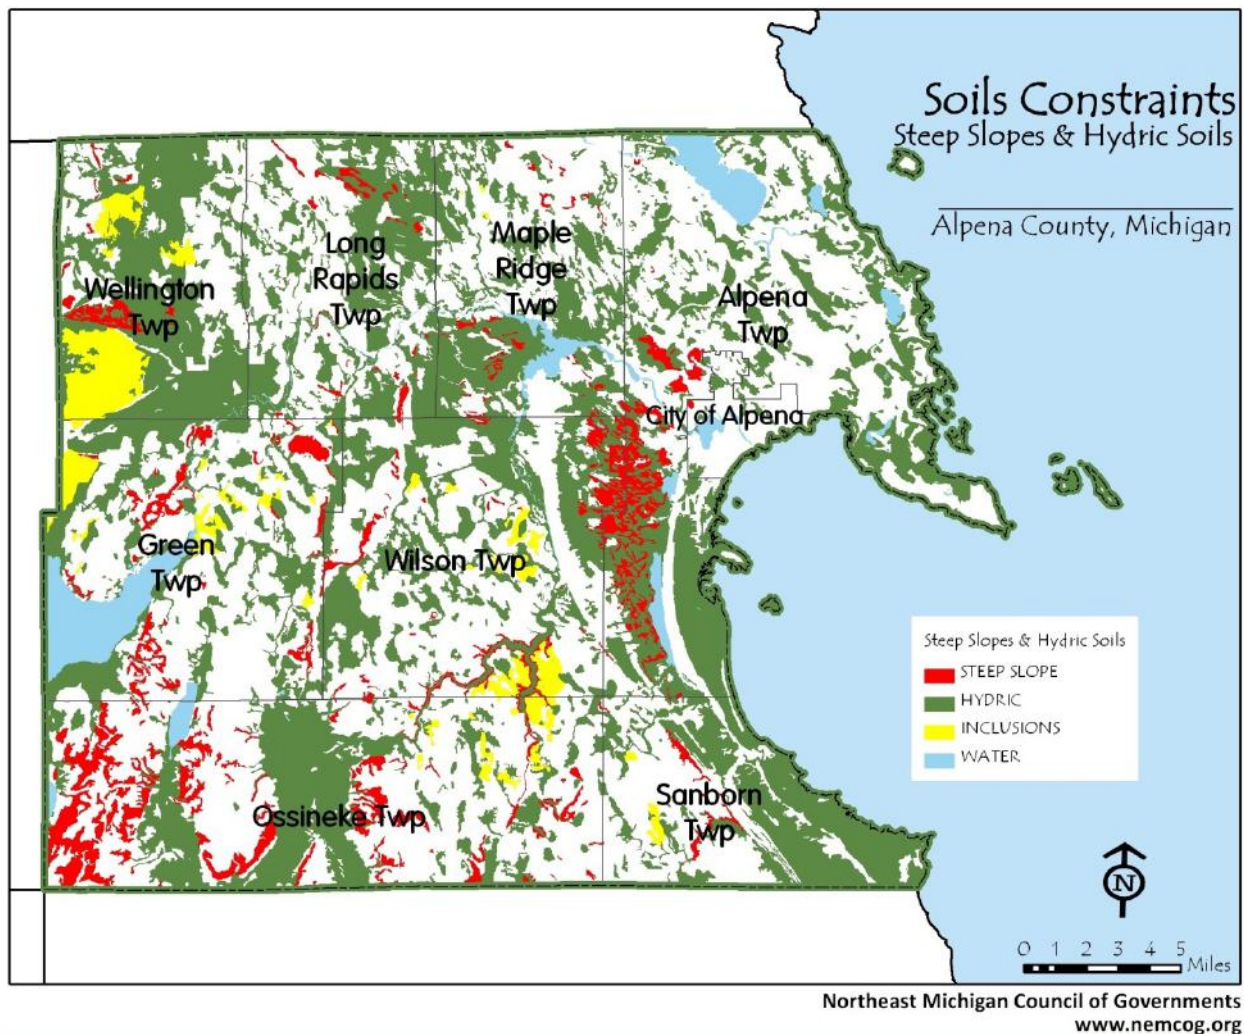 Soils Constraints
Steep Slopes & Hydric Soils
Alpena County, Michigan
Long
Rapids
Twp
Maple
Ridge
Twp
Wellington
Twp
Alpena
Twp
City of Alpena
Green
Twp
Wilson Twp
Ossineke Twp
Sanborn
Twp
Steep Slopes & Hydric Soils
STEEP SLOPE
HYDRIC
INCLUSIONS
WATER
N
0 1 2 3 4 5
Miles
Northeast Michigan Council of Governments
www.nemcog.org